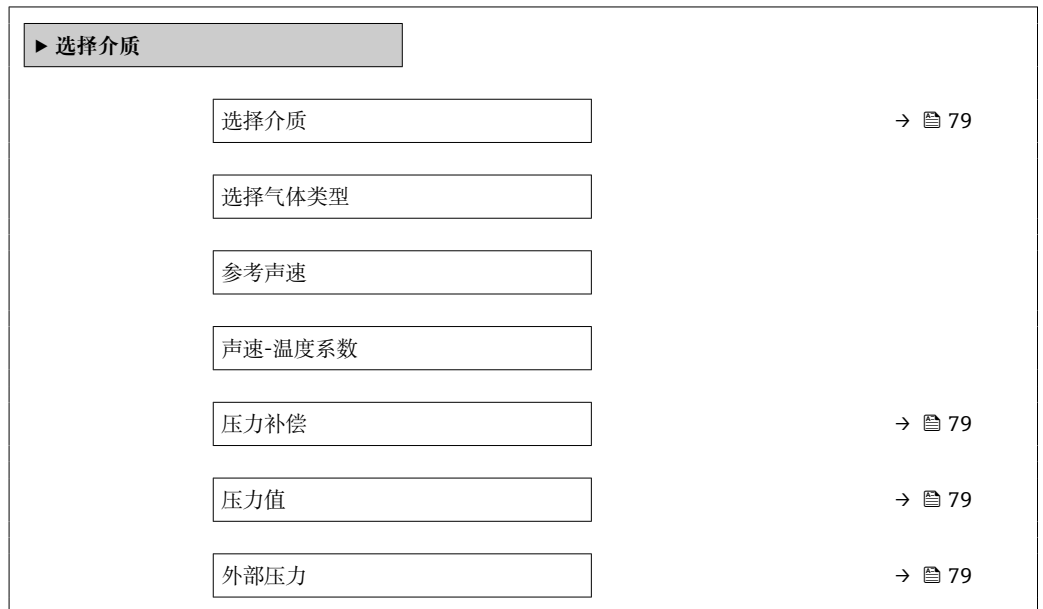 ▶ 选择介质
选择介质 → 🖹 79
选择气体类型
参考声速
声速-温度系数
压力补偿 → 🖹 79
压力值 → 🖹 79
外部压力 → 🖹 79